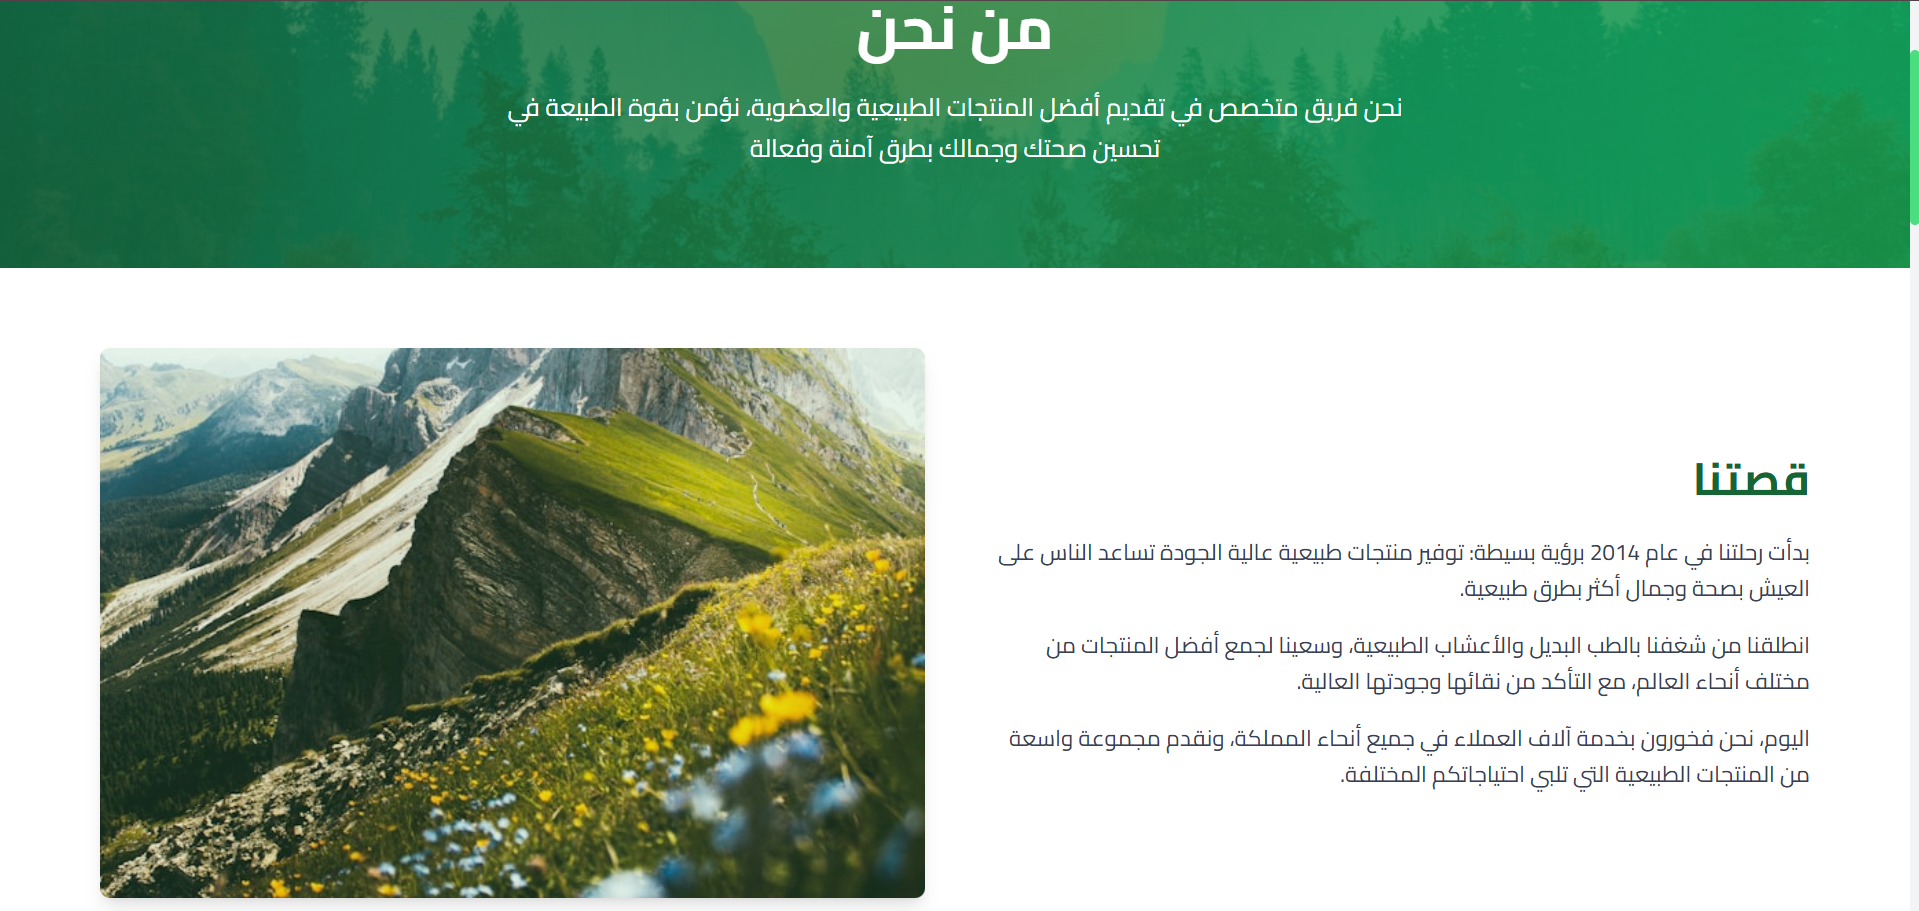 من نحن
نحن فريق متخصص في تقديم أفضل المنتجات الطبيعية والعضوية، نؤمن بقوة الطبيعة في
تحسين صحتك وجمالك بطرق آمنة وفعالة
قصتنا
بدأت رحلتنا في عام 2014 برؤية بسيطة: توفير منتجات طبيعية عالية الجودة تساعد الناس على
العيش بصحة وجمال أكثر بطرق طبيعية.
انطلقنا من شغفنا بالطب البديل والأعشاب الطبيعية، وسعينا لجمع أفضل المنتجات من
مختلف أنحاء العالم، مع التأكد من نقائها وجودتها العالية.
اليوم، نحن فخورون بخدمة آلاف العملاء في جميع أنحاء المملكة، ونقدم مجموعة واسعة
من المنتجات الطبيعية التي تلبي احتياجاتكم المختلفة.